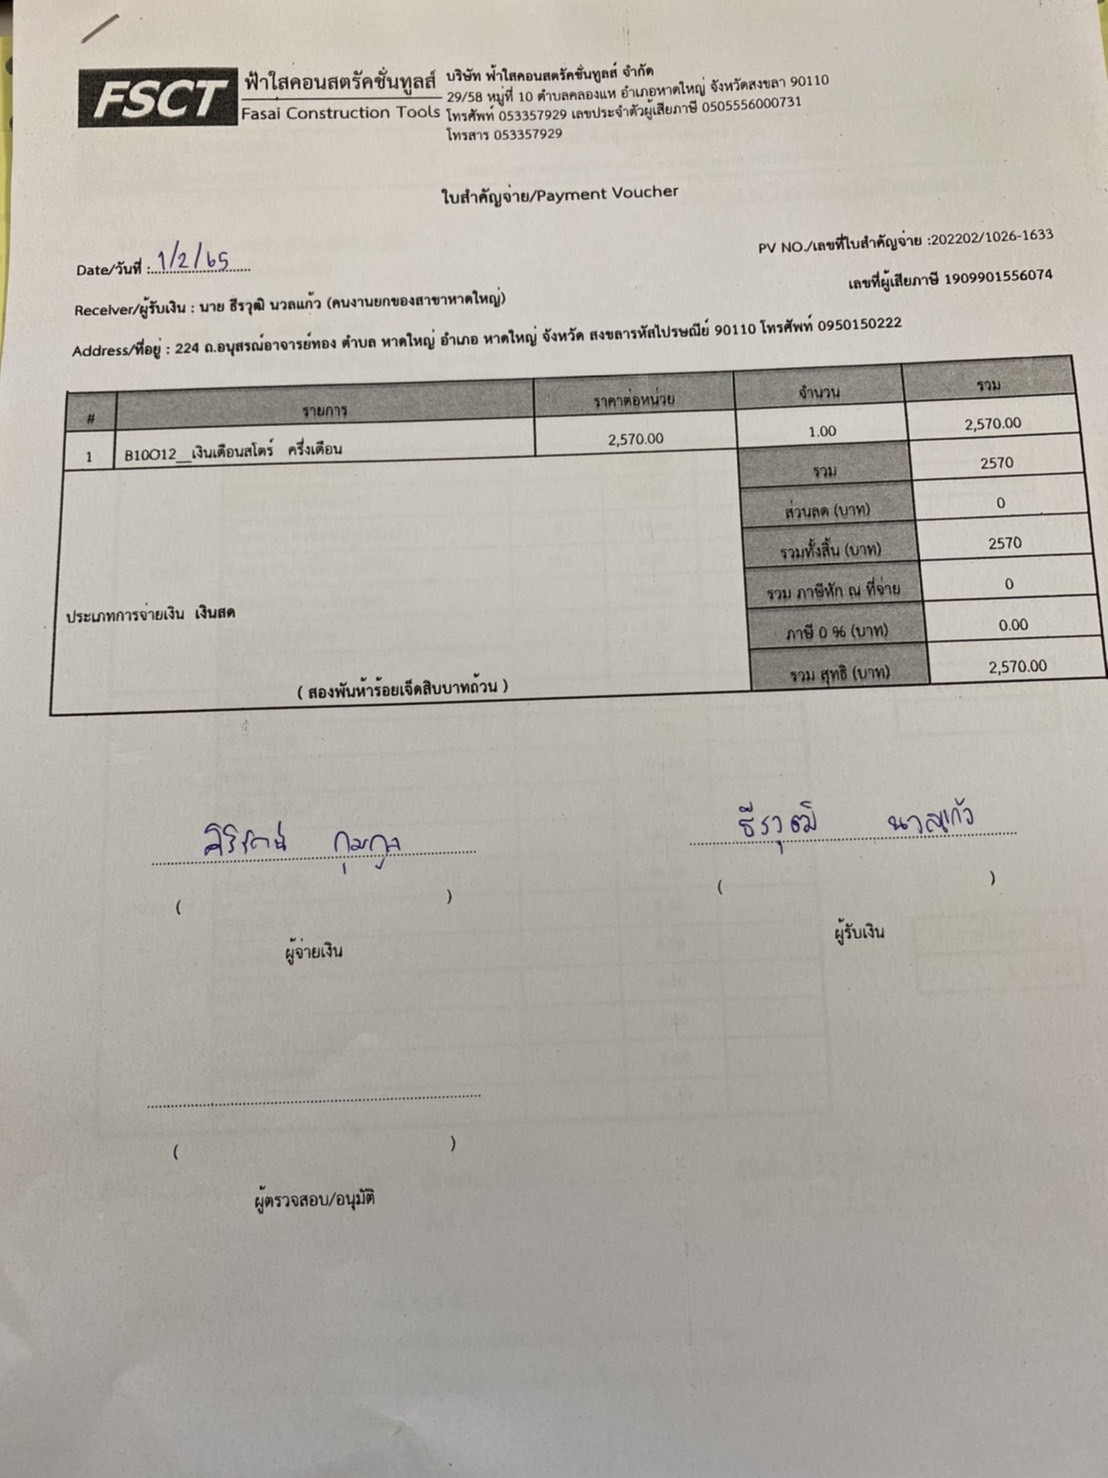 FSCT
ฟ้าใสคอนสตรัคชั่นทูลส์
Fasai Construction Tools
บริษัท ฟ้าใสคอนสตรัคชั่นทูลส์ จำกัด
29/58 หมู่ที่ 10 ตำบลคลองแห อำเภอหาดใหญ่ จังหวัดสงขลา 90110
โทรศัพท์ 053357929 เลขประจำตัวผู้เสียภาษี 0505556000731
โทรสาร 053357929
ใบสำคัญจ่าย/Payment Voucher
PV NO./เลขที่ใบสำคัญจ่าย :202202/1026-1633
Date/วันที่ : 1/2/65
เลขที่ผู้เสียภาษี 1909901556074
Receiver/ผู้รับเงิน : นาย ธีรวุฒิ นวลแก้ว (คนงานยกของสาขาหาดใหญ่)
Address/ที่อยู่ : 224 ถ.อนุสรณ์อาจารย์ทอง ตำบล หาดใหญ่ อำเภอ หาดใหญ่ จังหวัด สงขลารหัสไปรษณีย์ 90110 โทรศัพท์ 0950150222
# รายการ ราคาต่อหน่วย จำนวน รวม
1 B10O12__เงินเดือนสโตร์ ครึ่งเดือน 2,570.00 1.00 2,570.00
รวม 2570
ส่วนลด (บาท) 0
รวมทั้งสิ้น (บาท) 2570
รวม ภาษีหัก ณ ที่จ่าย 0
ประเภทการจ่ายเงิน เงินสด
ภาษี 0 % (บาท) 0.00
( สองพันห้าร้อยเจ็ดสิบบาทถ้วน )
รวม สุทธิ (บาท) 2,570.00
ธีรวุฒิ นวลแก้ว
( )
( )
ผู้จ่ายเงิน
ผู้รับเงิน
( )
ผู้ตรวจสอบ/อนุมัติ